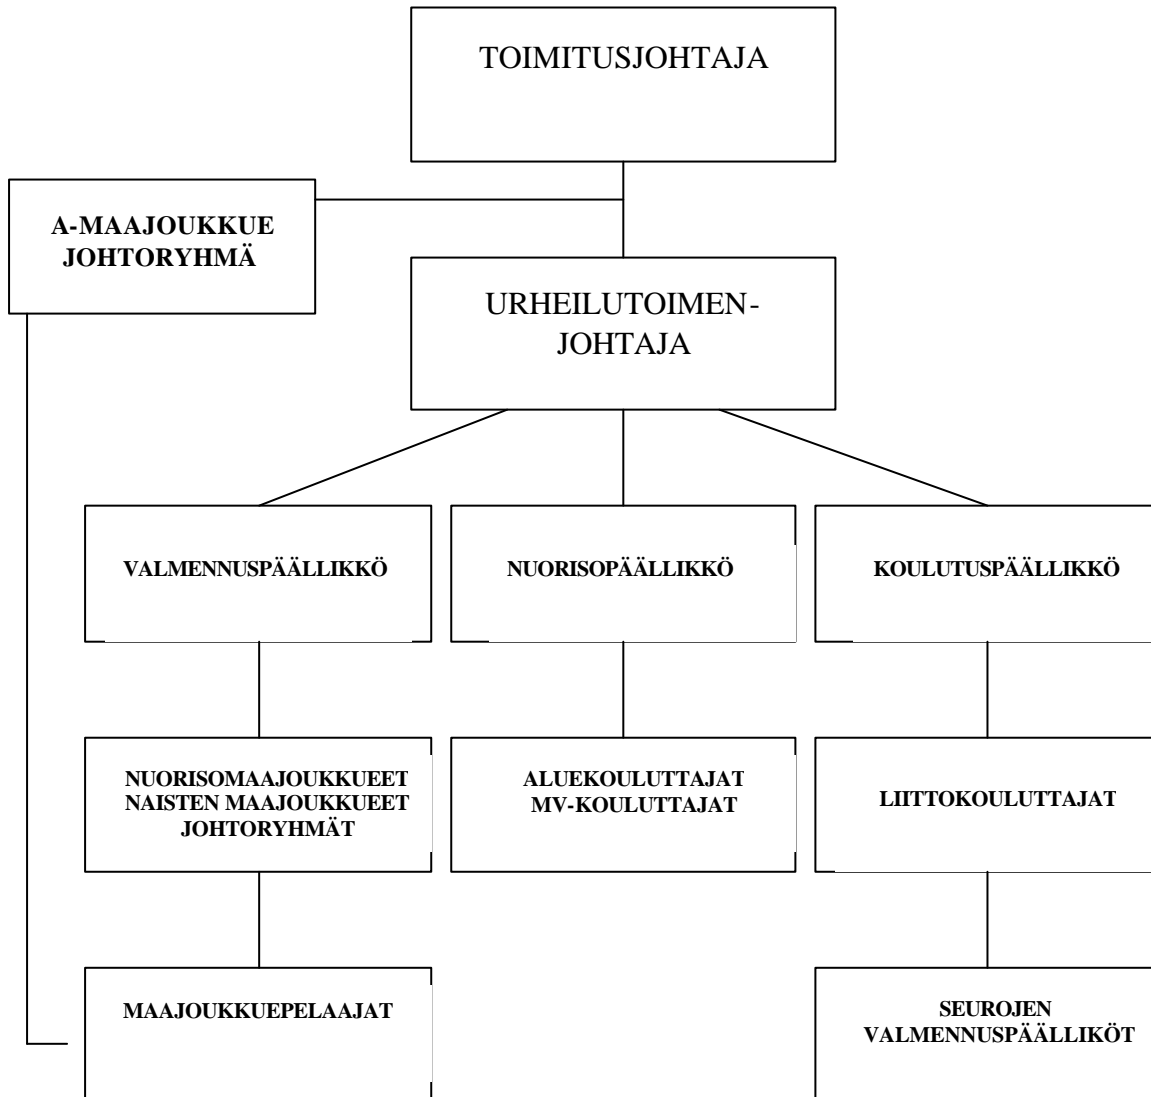 TOIMITUSJOHTAJA
A-MAAJOUKKUE
JOHTORYHMÄ
URHEILUTOIMEN-
JOHTAJA
VALMENNUSPÄÄLLIKKÖ
NUORISOPÄÄLLIKKÖ
KOULUTUSPÄÄLLIKKÖ
NUORISOMAAJOUKKUEET
NAISTEN MAAJOUKKUEET
JOHTORYHMÄT
ALUEKOULUTTAJAT
MV-KOULUTTAJAT
LIITTOKOULUTTAJAT
MAAJOUKKUEPELAAJAT
SEUROJEN
VALMENNUSPÄÄLLIKÖT